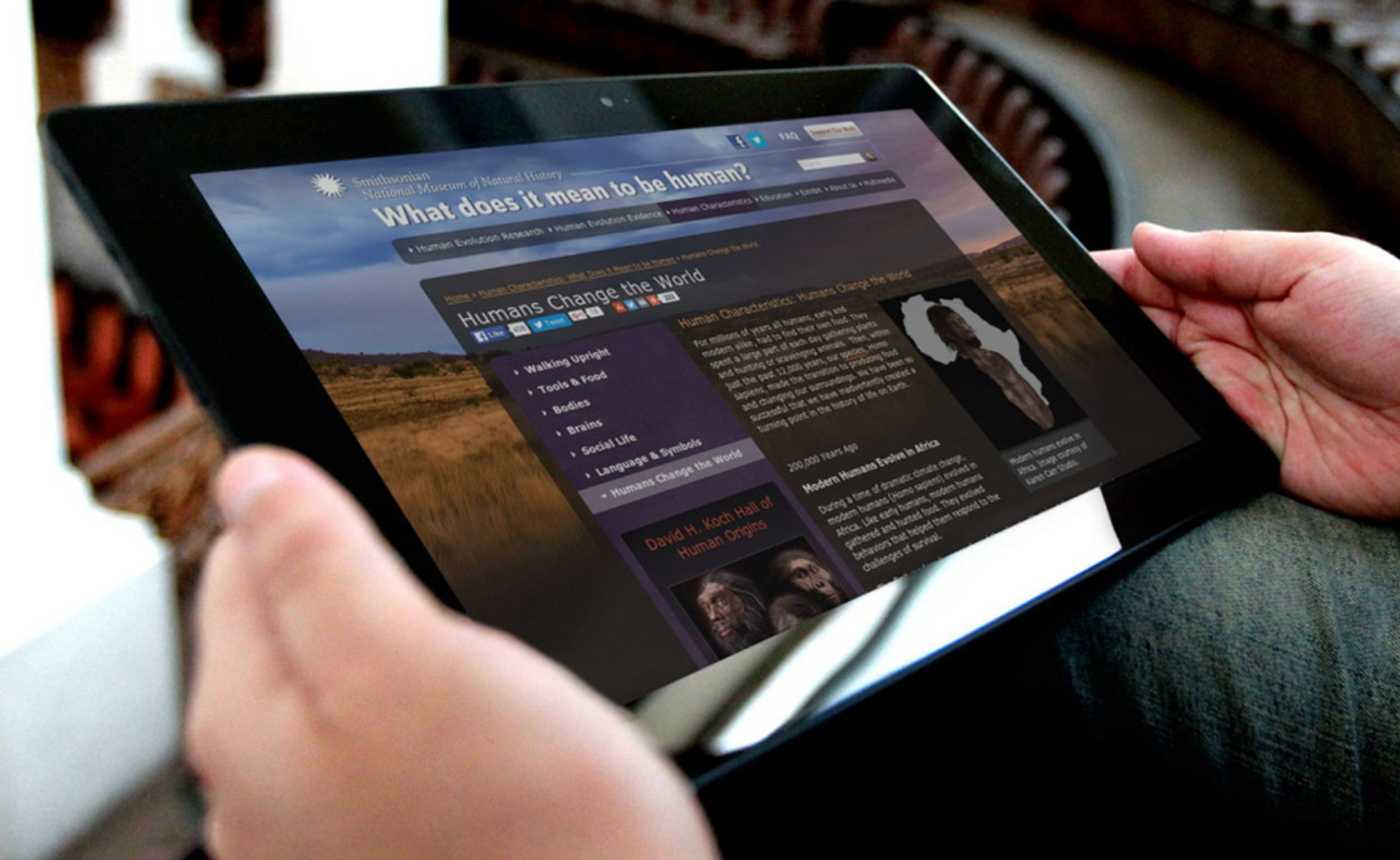 FAQ
Support Our Work
Smithsonian
National Museum of Natural History
What does it mean to be human?
Human Evolution Research
Human Evolution Evidence
Human Characteristics
Education
Exhibit
About Us
Multimedia
Home » Human Characteristics: What Does it Mean to be Human » Humans Change the World
Humans Change the World
Like
Tweet
Walking Upright
Tools & Food
Bodies
Brains
Social Life
Language & Symbols
Humans Change the World
David H. Koch Hall of
Human Origins
Human Characteristics: Humans Change the World
For millions of years all humans, early and
modern alike, had to find their own food. They
spent a large part of each day gathering plants
and hunting or scavenging animals. Then, within
just the past 12,000 years, our species, Homo
sapiens, made the transition to producing food
and changing our surroundings. We have been so
successful that we have inadvertently created a
turning point in the history of life on Earth.
200,000 Years Ago
Modern Humans Evolve in Africa
During a time of dramatic climate change,
modern humans (Homo sapiens) evolved in
Africa. Like early humans, modern humans
gathered and hunted food. They evolved
behaviors that helped them respond to the
challenges of survival.
Modern humans evolve in
Africa. Image courtesy of
Karen Carr Studio.